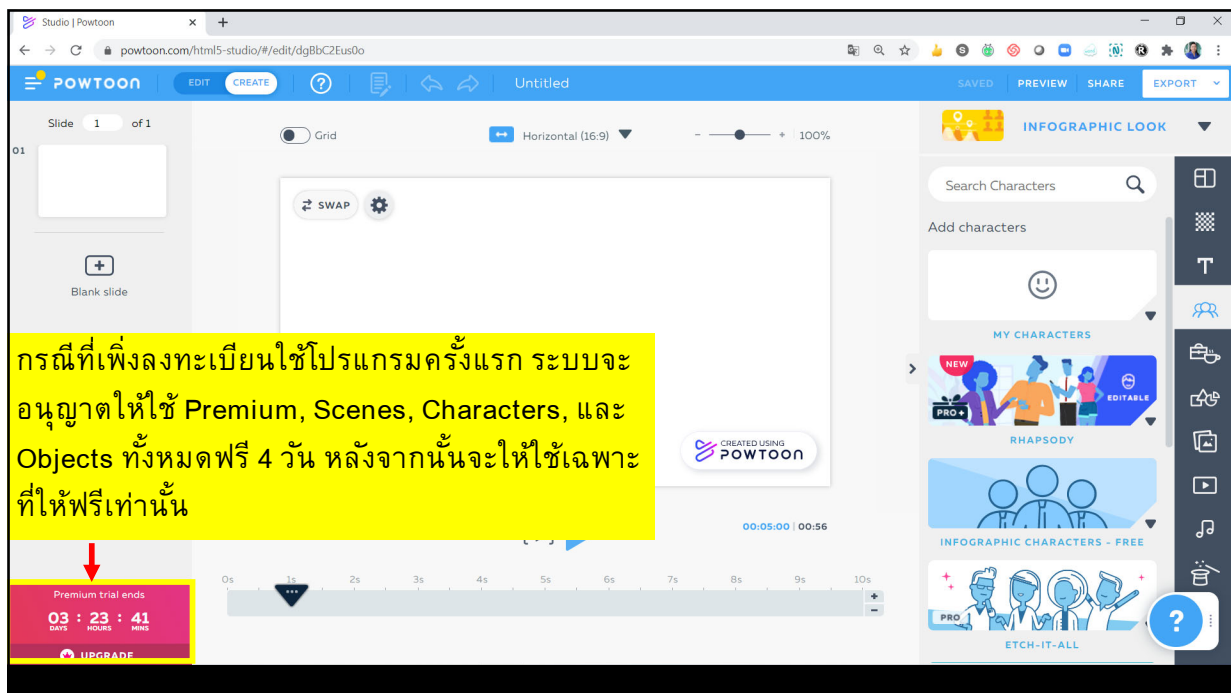 Studio | Powtoon
powtoon.com/html5-studio/#/edit/dgBbC2Eus0o
POWTOON EDIT CREATE ? Untitled SAVED PREVIEW SHARE EXPORT
Slide 1 of 1
01
Blank slide
Grid Horizontal (16:9) - + 100%
SWAP
กรณีที่เพิ่งลงทะเบียนใช้โปรแกรมครั้งแรก ระบบจะ
อนุญาตให้ใช้ Premium, Scenes, Characters, และ
Objects ทั้งหมดฟรี 4 วัน หลังจากนั้นจะให้ใช้เฉพาะ
ที่ให้ฟรีเท่านั้น
CREATED USING
POWTOON
00:05:00 | 00:56
0s 1s 2s 3s 4s 5s 6s 7s 8s 9s 10s
+
-
Premium trial ends
03 : 23 : 41
DAYS HOURS MINS
UPGRADE
INFOGRAPHIC LOOK
Search Characters
Add characters
MY CHARACTERS
NEW
EDITABLE
PRO+
RHAPSODY
INFOGRAPHIC CHARACTERS - FREE
PRO
ETCH-IT-ALL
?